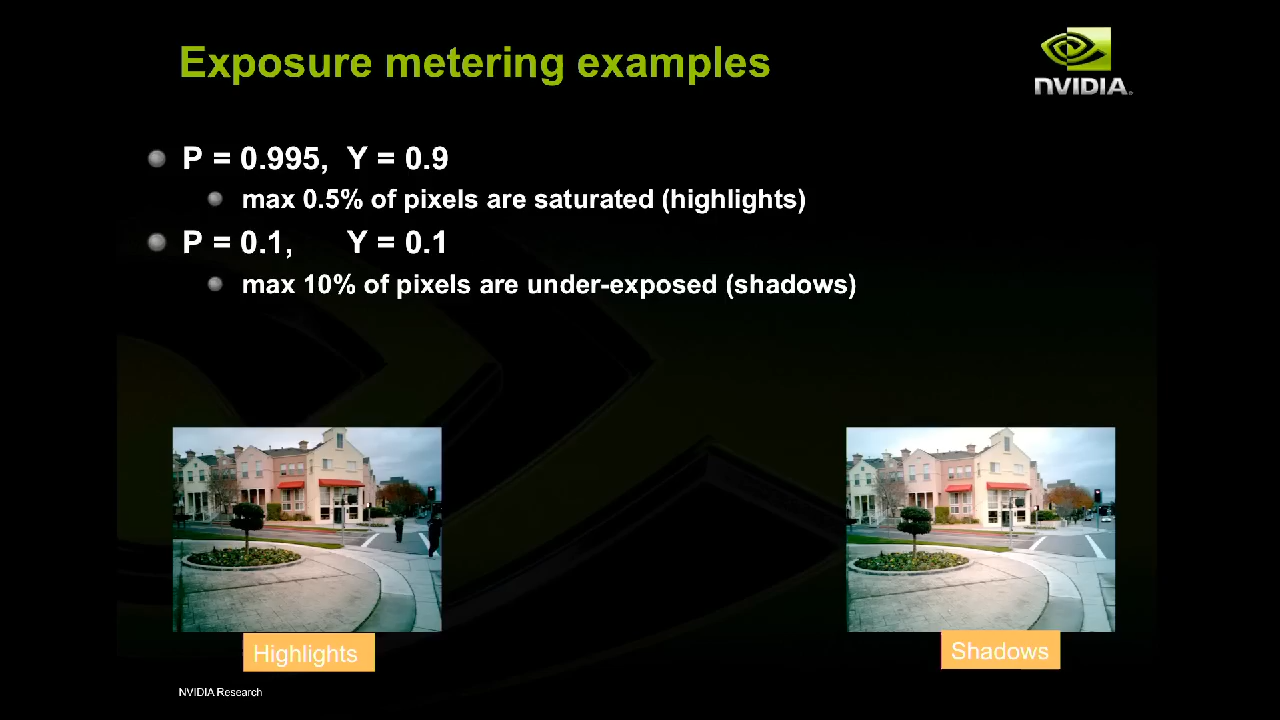 Exposure metering examples
NVIDIA
P = 0.995, Y = 0.9
max 0.5% of pixels are saturated (highlights)
P = 0.1, Y = 0.1
max 10% of pixels are under-exposed (shadows)
Highlights
Shadows
NVIDIA Research